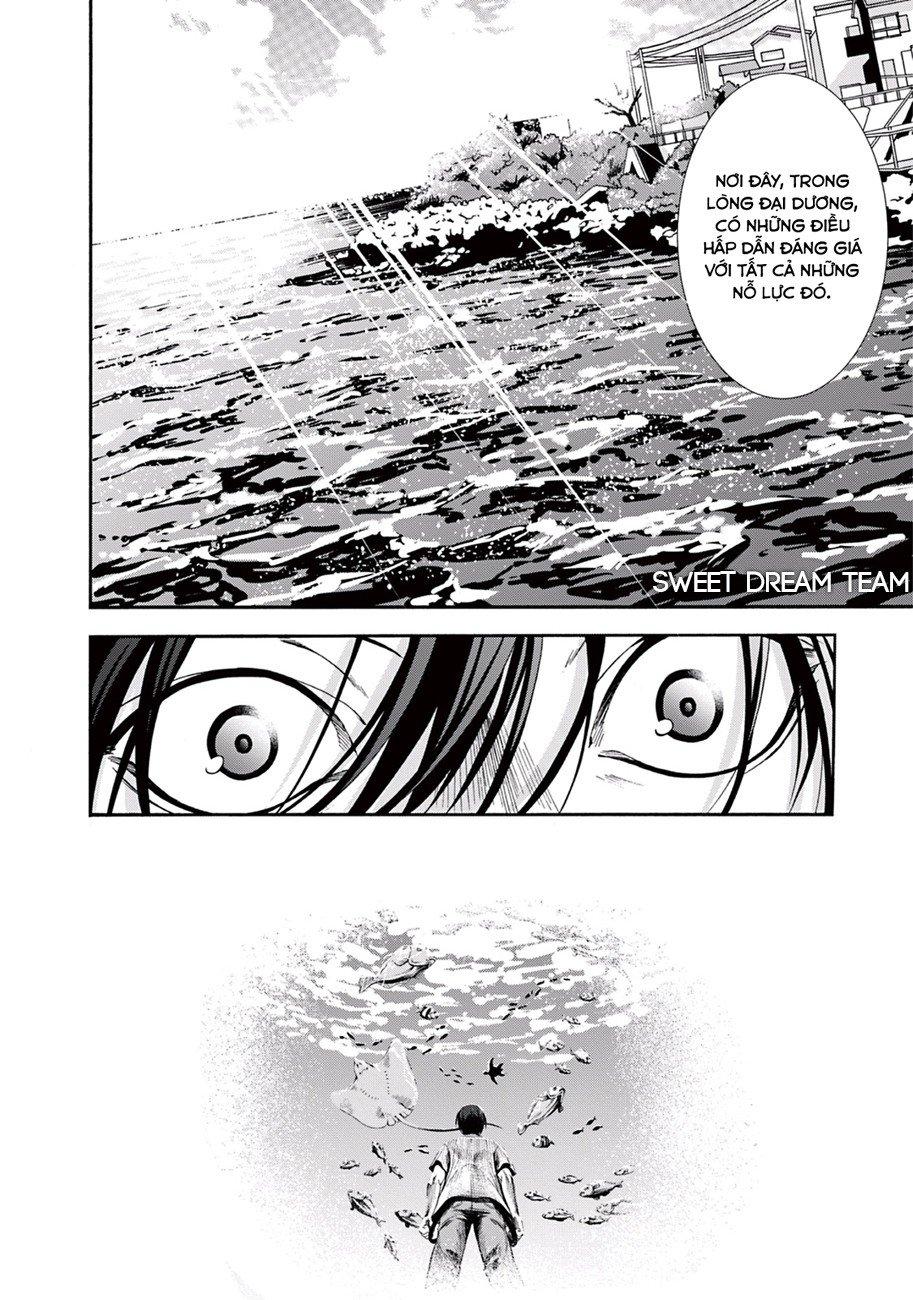 NƠI ĐÂY, TRONG
LÒNG ĐẠI DƯƠNG,
CÓ NHỮNG ĐIỀU
HẤP DẪN ĐÁNG GIÁ
VỚI TẤT CẢ NHỮNG
NỖ LỰC ĐÓ.
SWEET DREAM TEAM